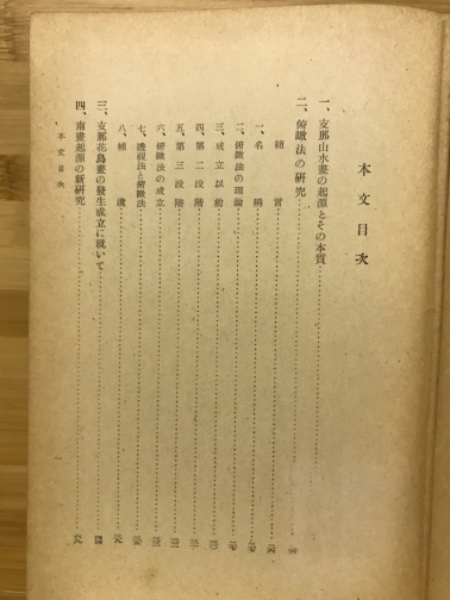 本文目次
一、支那山水畫の起源とその本質
二、俯瞰法の研究
緒言
一、名稱
二、俯瞰法の理論
三、成立以前
四、第二段階
五、第三段階
六、俯瞰法の成立
七、透視法と俯瞰法
八、補遺
三、支那花鳥畫の發生成立に就いて
四、南畫起源の新研究
本文目次